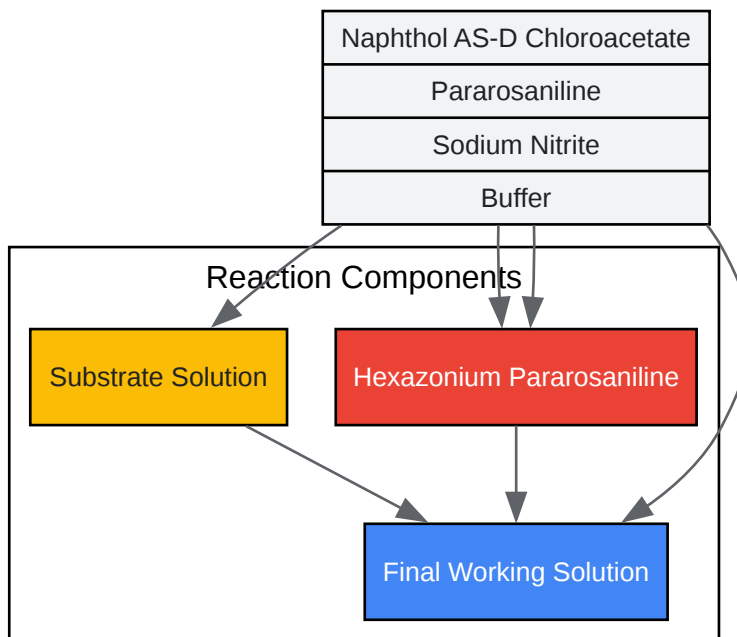 Naphthol AS-D Chloroacetate
Pararosaniline
Sodium Nitrite
Buffer
Reaction Components
Substrate Solution
Hexazonium Pararosaniline
Final Working Solution